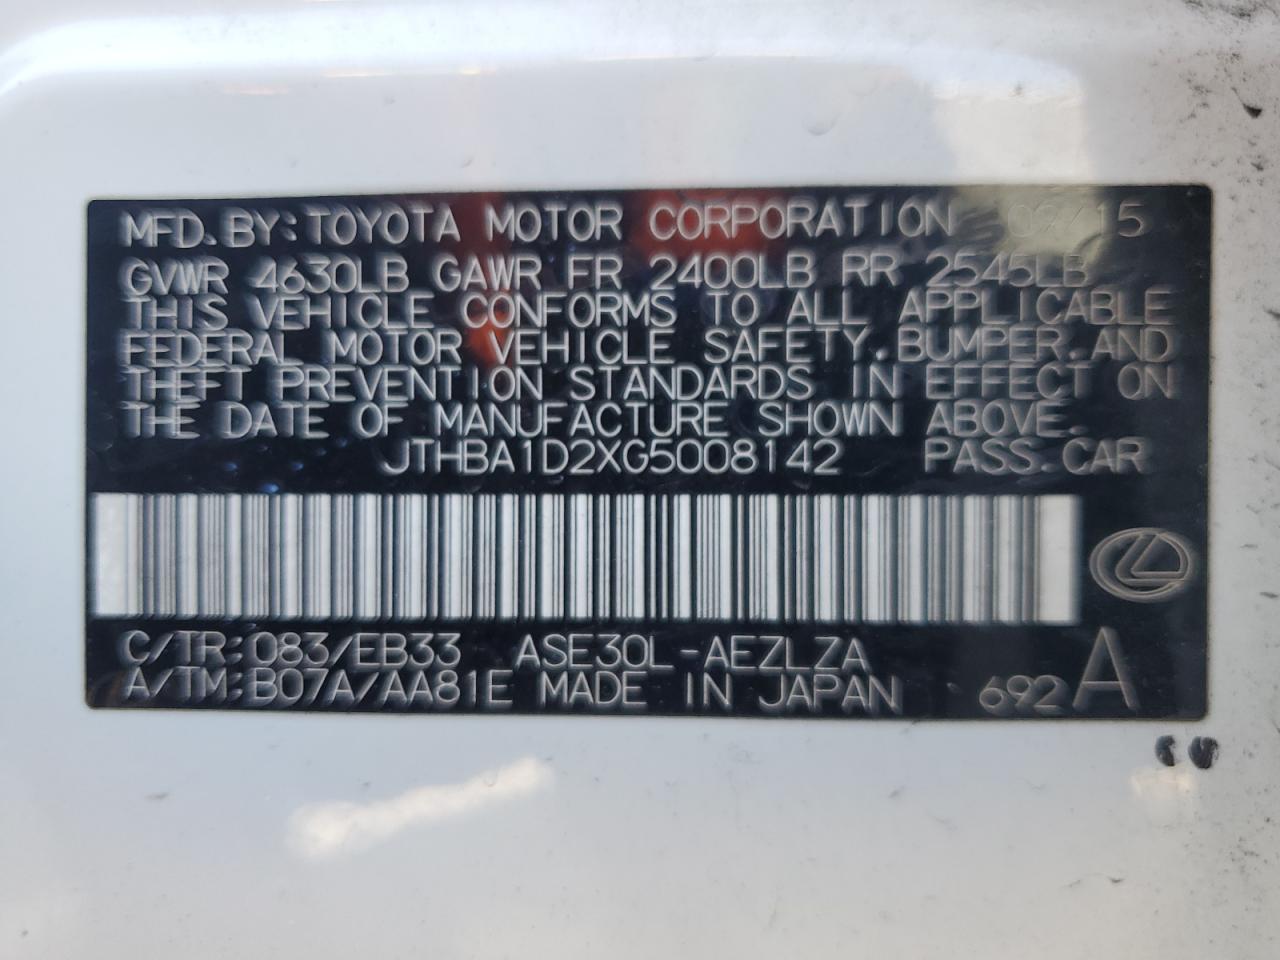 MFD. BY: TOYOTA MOTOR CORPORATION 09/15
GVWR 4630LB GAWR FR 2400LB RR 2545LB
THIS VEHICLE CONFORMS TO ALL APPLICABLE
FEDERAL MOTOR VEHICLE SAFETY, BUMPER, AND
THEFT PREVENTION STANDARDS IN EFFECT ON
THE DATE OF MANUFACTURE SHOWN ABOVE.
JTHBA1D2XG5008142 PASS. CAR
C/TR: 083/EB33 ASE30L-AEZLZA
A/TM: B07A/AA81E MADE IN JAPAN 692 A